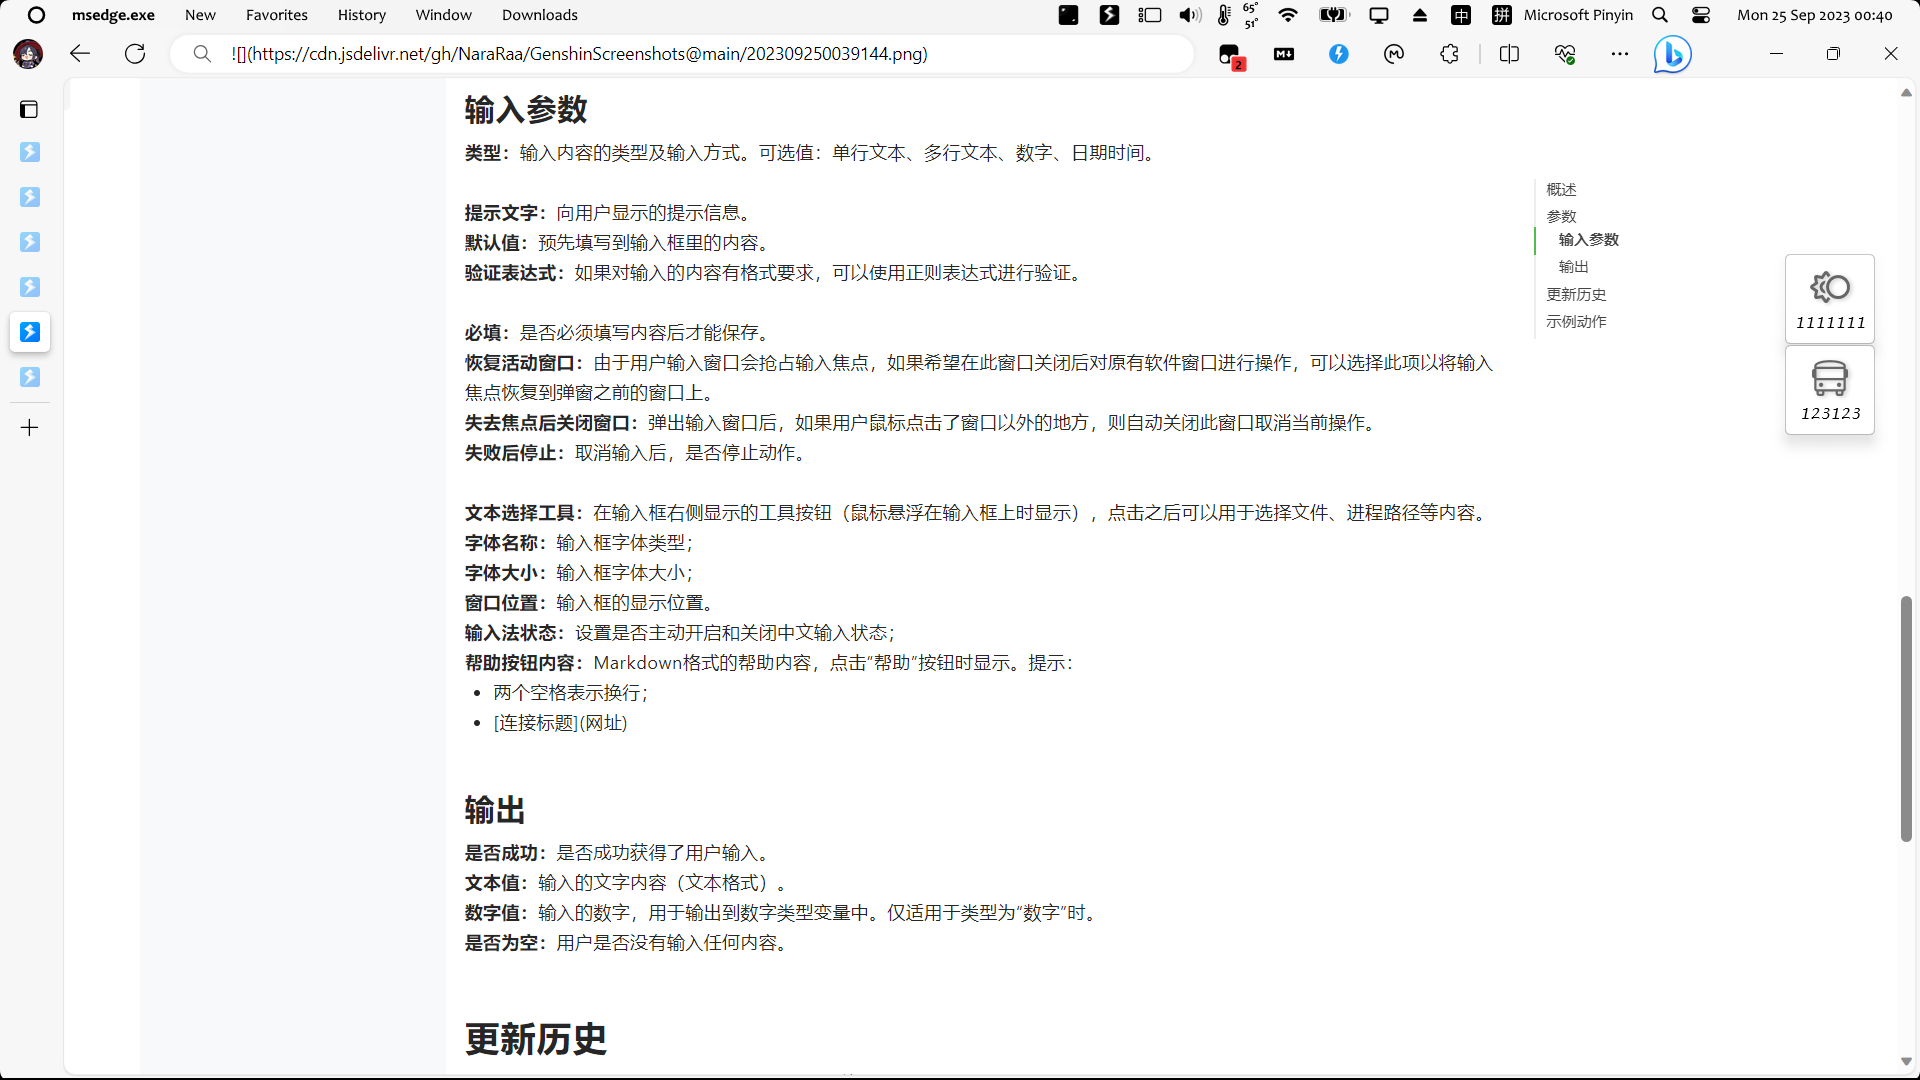 msedge.exe New Favorites History Window Downloads 65° 51° 中 拼 Microsoft Pinyin Mon 25 Sep 2023 00:40
![](https://cdn.jsdelivr.net/gh/NaraRaa/GenshinScreenshots@main/202309250039144.png)
2
输入参数
类型：输入内容的类型及输入方式。可选值：单行文本、多行文本、数字、日期时间。
提示文字：向用户显示的提示信息。
默认值：预先填写到输入框里的内容。
验证表达式：如果对输入的内容有格式要求，可以使用正则表达式进行验证。
必填：是否必须填写内容后才能保存。
恢复活动窗口：由于用户输入窗口会抢占输入焦点，如果希望在此窗口关闭后对原有软件窗口进行操作，可以选择此项以将输入
焦点恢复到弹窗之前的窗口上。
失去焦点后关闭窗口：弹出输入窗口后，如果用户鼠标点击了窗口以外的地方，则自动关闭此窗口取消当前操作。
失败后停止：取消输入后，是否停止动作。
文本选择工具：在输入框右侧显示的工具按钮（鼠标悬浮在输入框上时显示），点击之后可以用于选择文件、进程路径等内容。
字体名称：输入框字体类型；
字体大小：输入框字体大小；
窗口位置：输入框的显示位置。
输入法状态：设置是否主动开启和关闭中文输入状态；
帮助按钮内容：Markdown格式的帮助内容，点击“帮助”按钮时显示。提示：
• 两个空格表示换行；
• [连接标题](网址)
输出
是否成功：是否成功获得了用户输入。
文本值：输入的文字内容（文本格式）。
数字值：输入的数字，用于输出到数字类型变量中。仅适用于类型为“数字”时。
是否为空：用户是否没有输入任何内容。
更新历史
概述
参数
输入参数
输出
更新历史
示例动作
1111111
123123